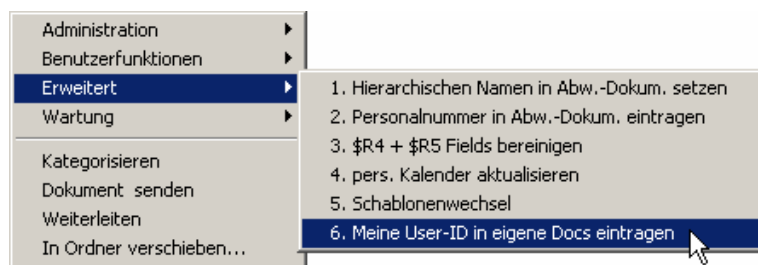 Administration
Benutzerfunktionen
Erweitert
Wartung
Kategorisieren
Dokument senden
Weiterleiten
In Ordner verschieben...
1. Hierarchischen Namen in Abw.-Dokum. setzen
2. Personalnummer in Abw.-Dokum. eintragen
3. $R4 + $R5 Fields bereinigen
4. pers. Kalender aktualisieren
5. Schablonenwechsel
6. Meine User-ID in eigene Docs eintragen